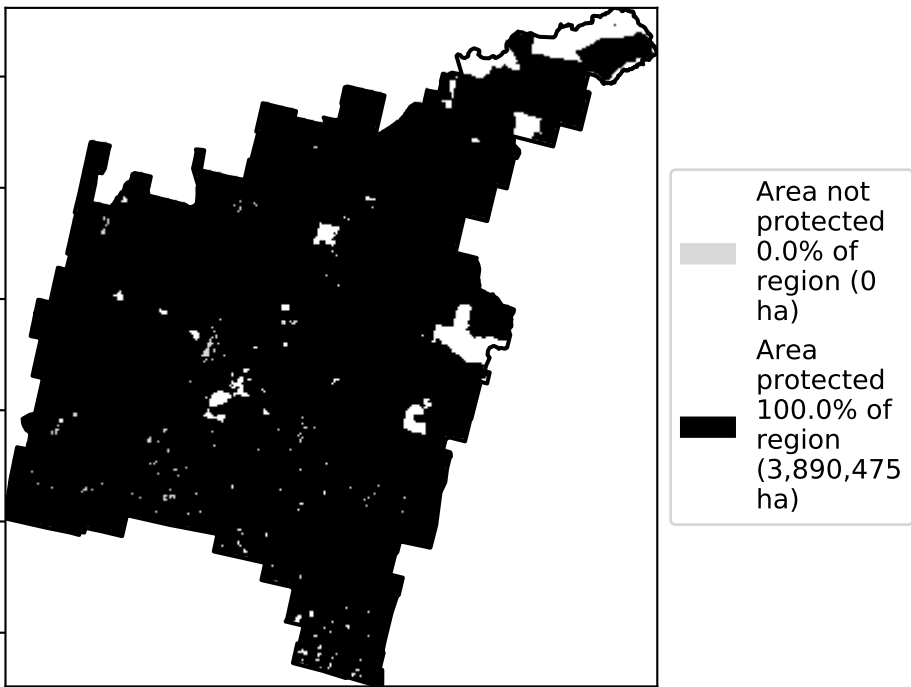 Area not
protected
0.0% of
region (0
ha)
Area
protected
100.0% of
region
(3,890,475
ha)